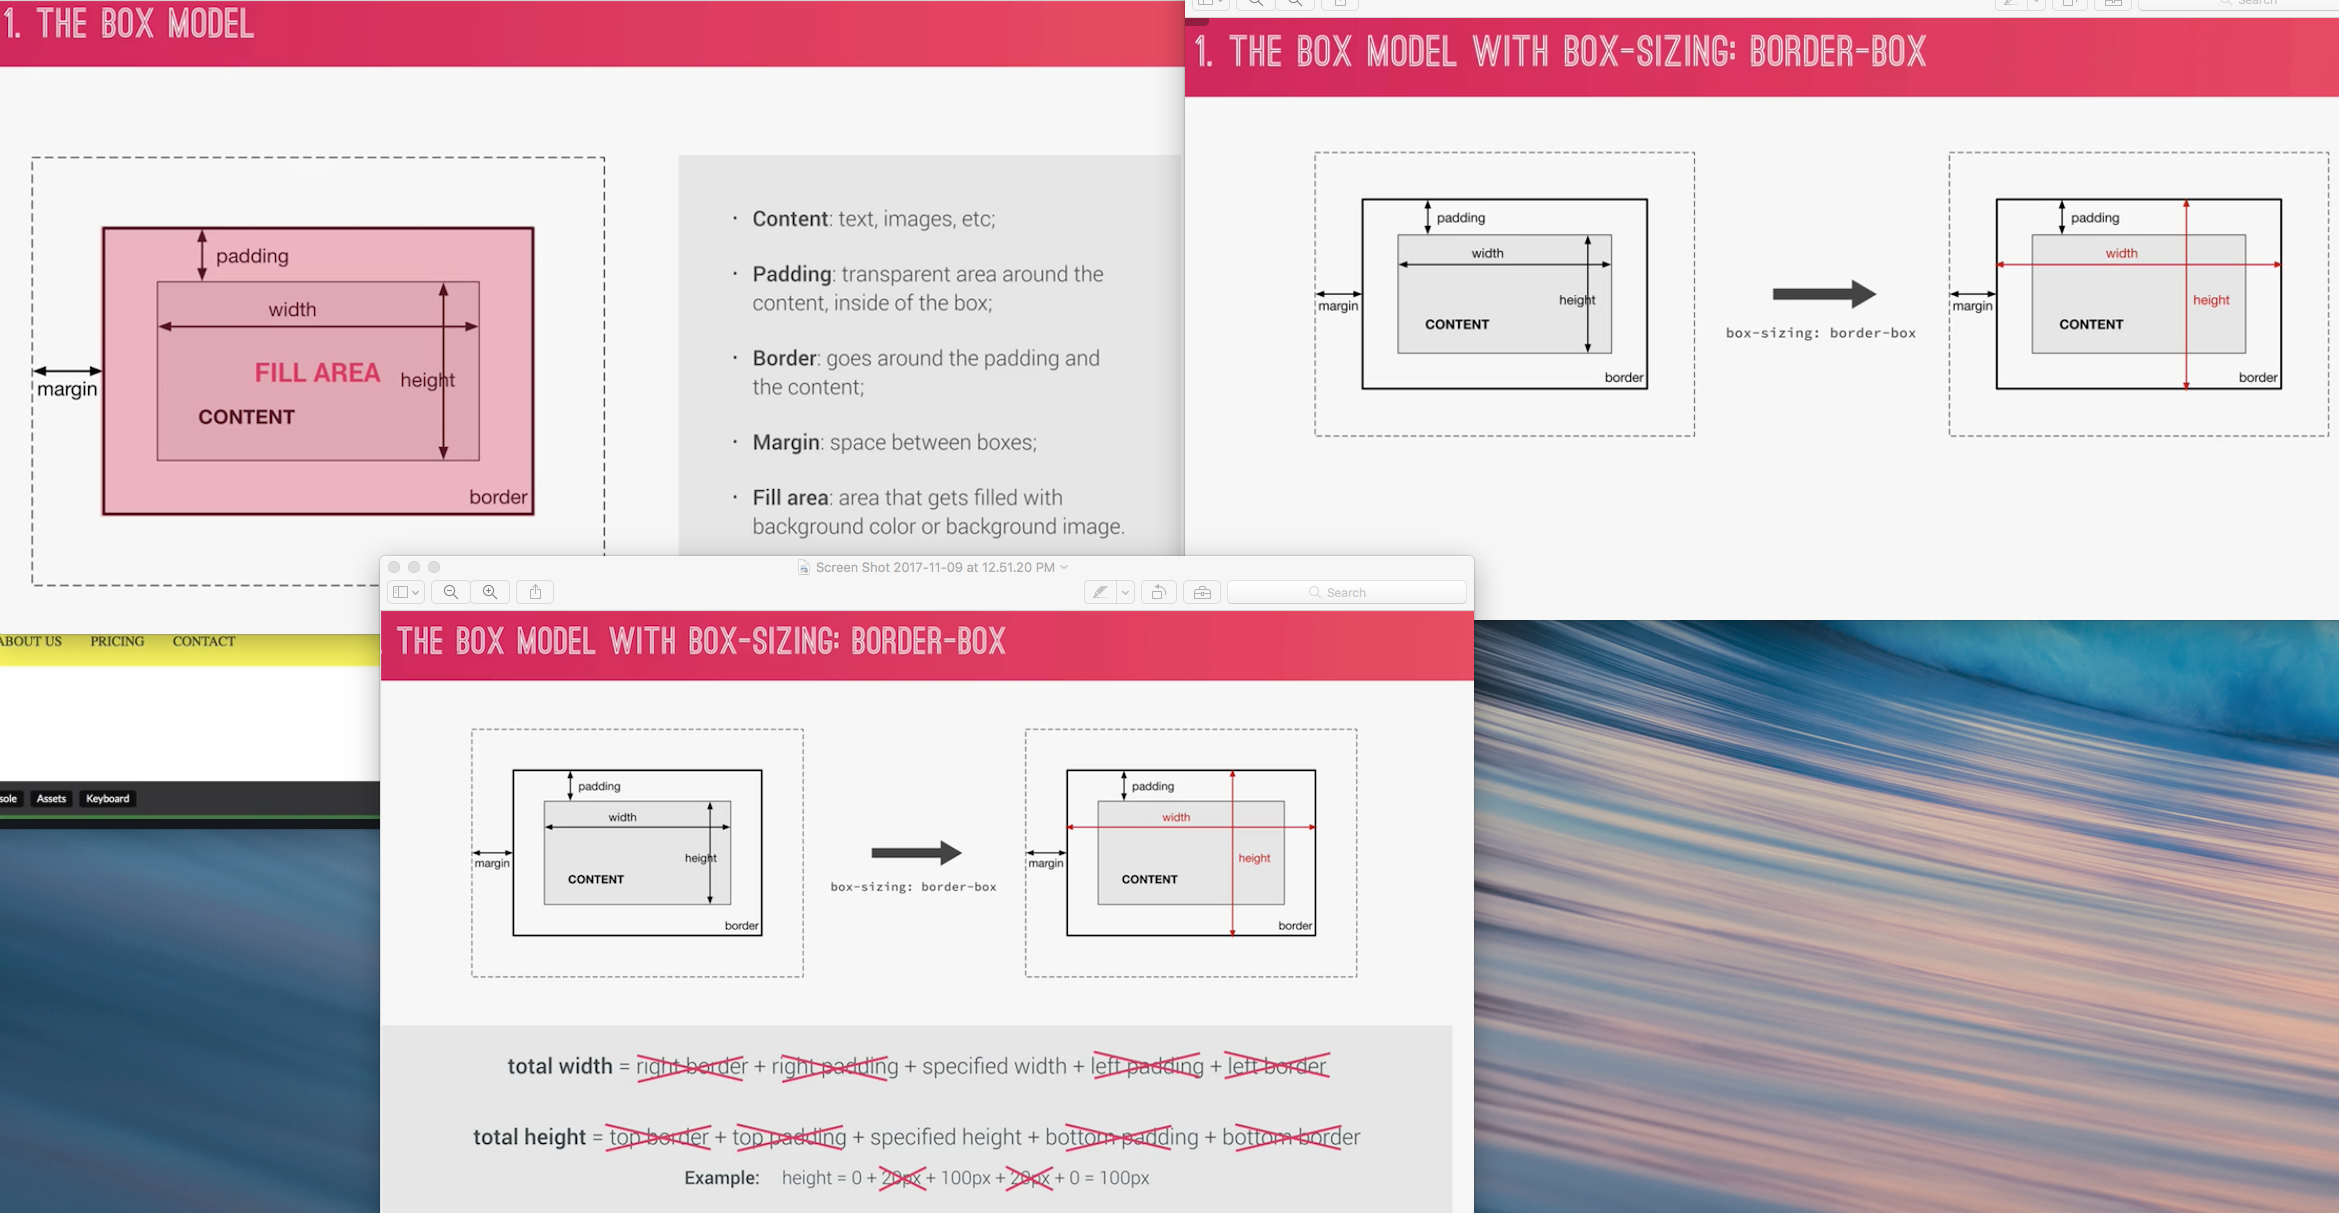 1. THE BOX MODEL
padding
width
FILL AREA
height
margin
CONTENT
border
· Content: text, images, etc;
· Padding: transparent area around the
content, inside of the box;
· Border: goes around the padding and
the content;
· Margin: space between boxes;
· Fill area: area that gets filled with
background color or background image.
Search
1. THE BOX MODEL WITH BOX-SIZING: BORDER-BOX
padding
width
height
margin
CONTENT
border
box-sizing: border-box
padding
width
height
margin
CONTENT
border
ABOUT US PRICING CONTACT
sole Assets Keyboard
Screen Shot 2017-11-09 at 12.51.20 PM
Search
THE BOX MODEL WITH BOX-SIZING: BORDER-BOX
padding
width
height
margin
CONTENT
border
box-sizing: border-box
padding
width
height
margin
CONTENT
border
total width = right border + right padding + specified width + left padding + left border
total height = top border + top padding + specified height + bottom padding + bottom border
Example: height = 0 + 20px + 100px + 20px + 0 = 100px